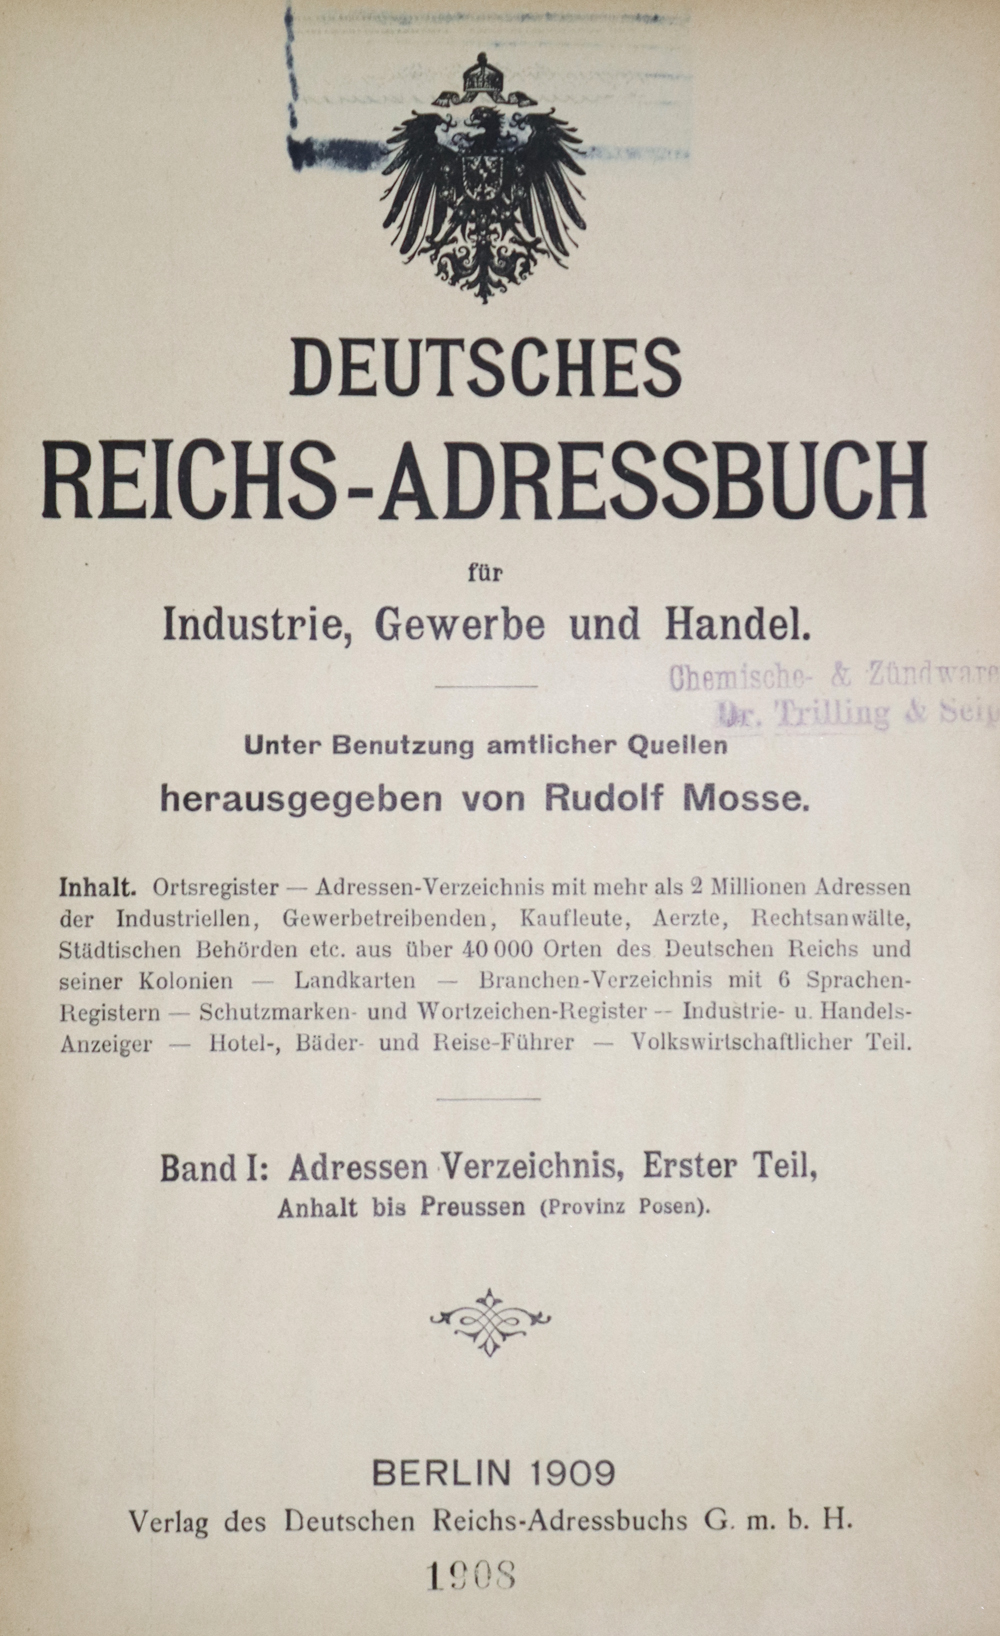 DEUTSCHES
REICHS-ADRESSBUCH
für
Industrie, Gewerbe und Handel.
Chemische- & Zündware
Dr. Trilling & Seip
Unter Benutzung amtlicher Quellen
herausgegeben von Rudolf Mosse.
Inhalt. Ortsregister — Adressen-Verzeichnis mit mehr als 2 Millionen Adressen
der Industriellen, Gewerbetreibenden, Kaufleute, Aerzte, Rechtsanwälte,
Städtischen Behörden etc. aus über 40 000 Orten des Deutschen Reichs und
seiner Kolonien — Landkarten — Branchen-Verzeichnis mit 6 Sprachen-
Registern — Schutzmarken- und Wortzeichen-Register — Industrie- u. Handels-
Anzeiger — Hotel-, Bäder- und Reise-Führer — Volkswirtschaftlicher Teil.
Band I: Adressen Verzeichnis, Erster Teil,
Anhalt bis Preussen (Provinz Posen).
BERLIN 1909
Verlag des Deutschen Reichs-Adressbuchs G. m. b. H.
1908